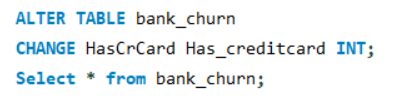 ALTER TABLE bank_churn
CHANGE HasCrCard Has_creditcard INT;
Select * from bank_churn;